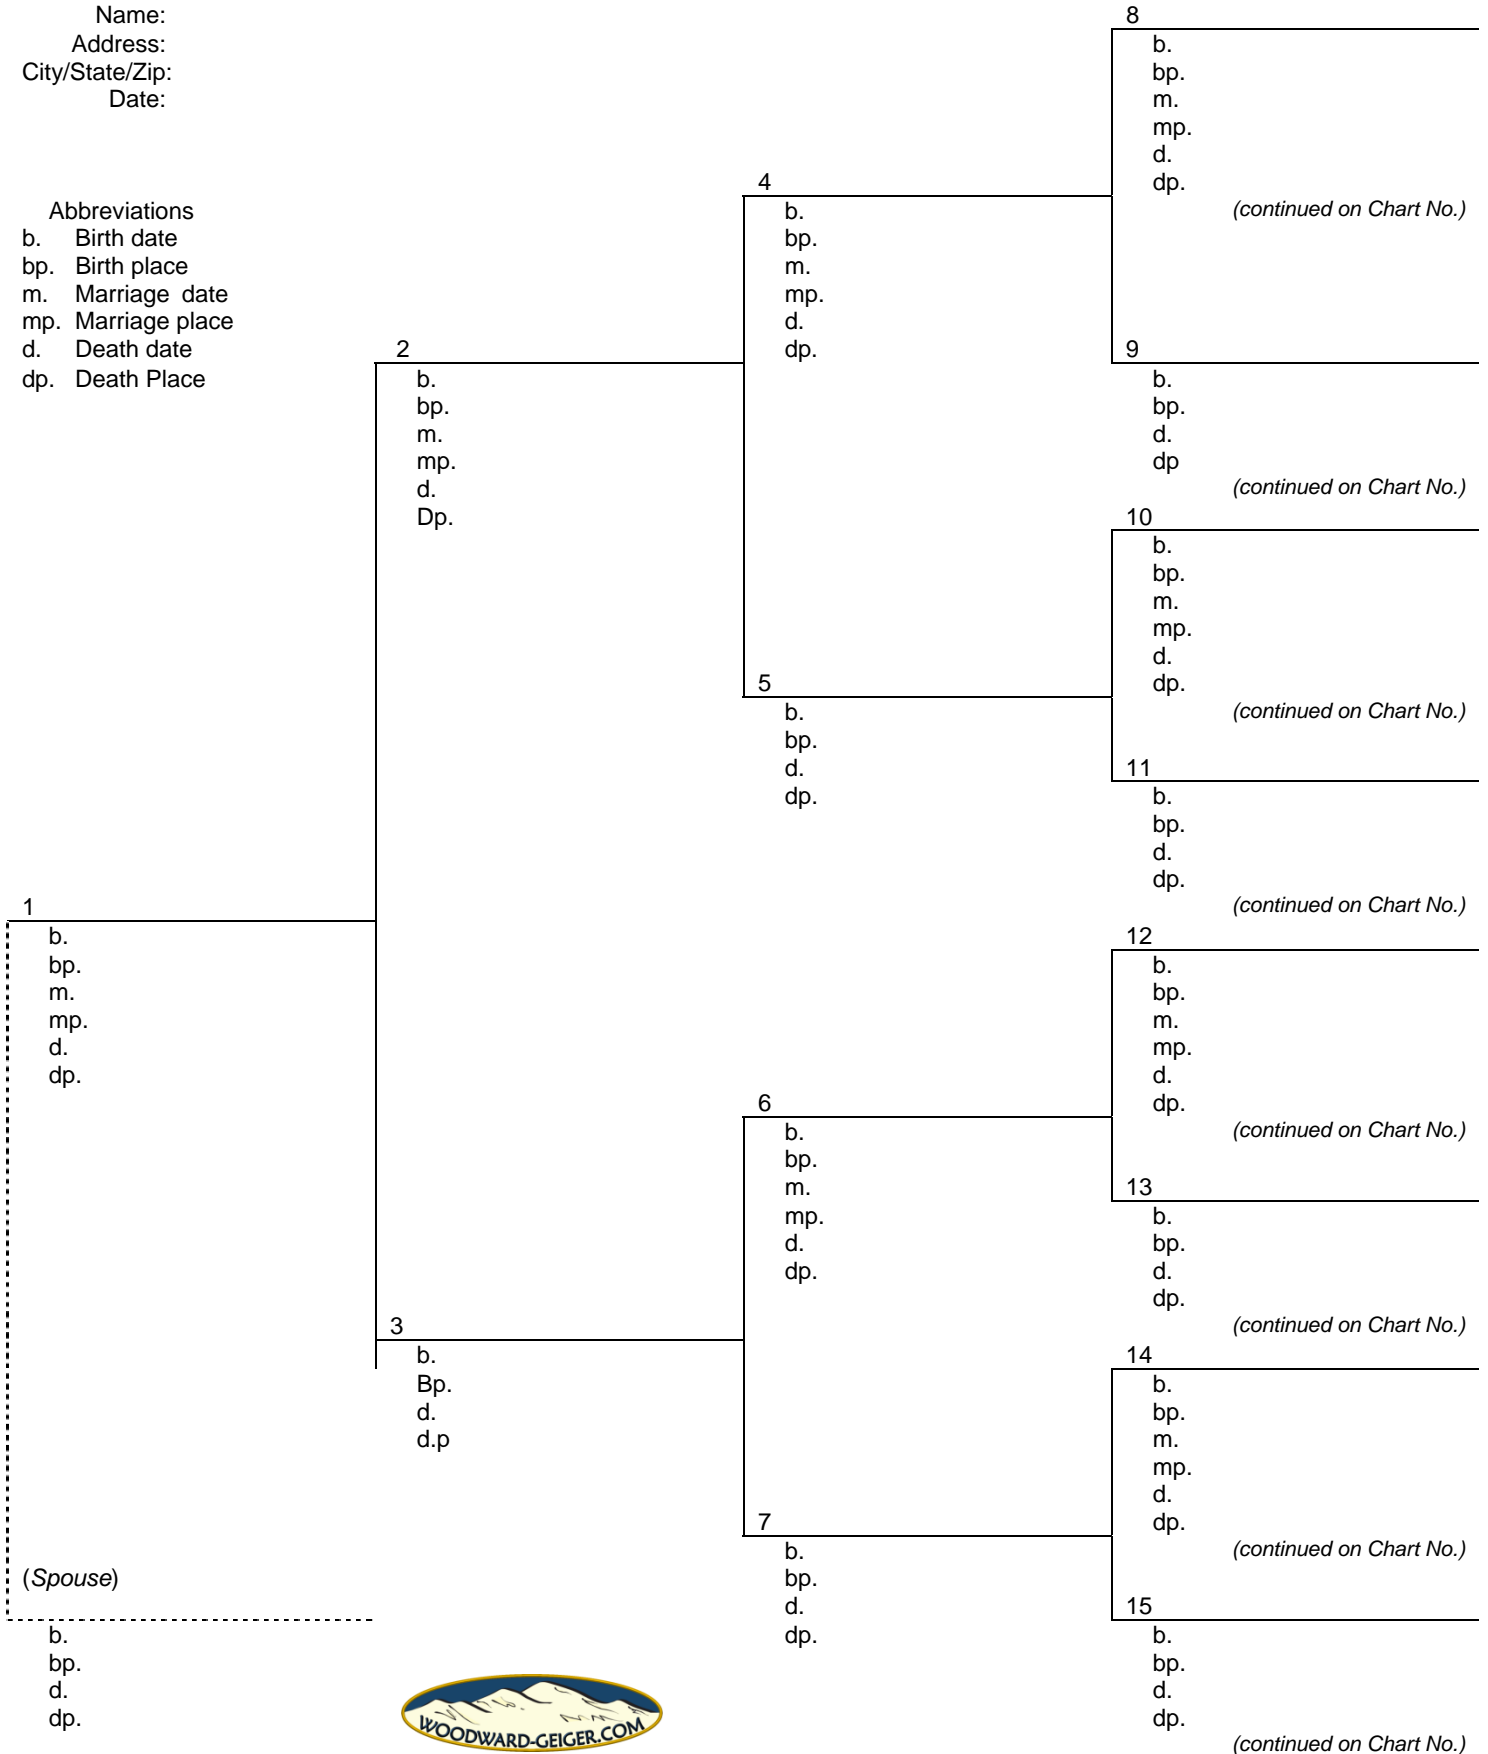 Name:
Address:
City/State/Zip:
Date:
Abbreviations
b. Birth date
bp. Birth place
m. Marriage date
mp. Marriage place
d. Death date
dp. Death Place
1
b.
bp.
m.
mp.
d.
dp.
(Spouse)
b.
bp.
d.
dp.
2
b.
bp.
m.
mp.
d.
Dp.
3
b.
Bp.
d.
d.p
WOODWARD-GEIGER.COM
4
b.
bp.
m.
mp.
d.
dp.
5
b.
bp.
d.
dp.
6
b.
bp.
m.
mp.
d.
dp.
7
b.
bp.
d.
dp.
8
b.
bp.
m.
mp.
d.
dp.
(continued on Chart No.)
9
b.
bp.
d.
dp
(continued on Chart No.)
10
b.
bp.
m.
mp.
d.
dp.
(continued on Chart No.)
11
b.
bp.
d.
dp.
(continued on Chart No.)
12
b.
bp.
m.
mp.
d.
dp.
(continued on Chart No.)
13
b.
bp.
d.
dp.
(continued on Chart No.)
14
b.
bp.
m.
mp.
d.
dp.
(continued on Chart No.)
15
b.
bp.
d.
dp.
(continued on Chart No.)